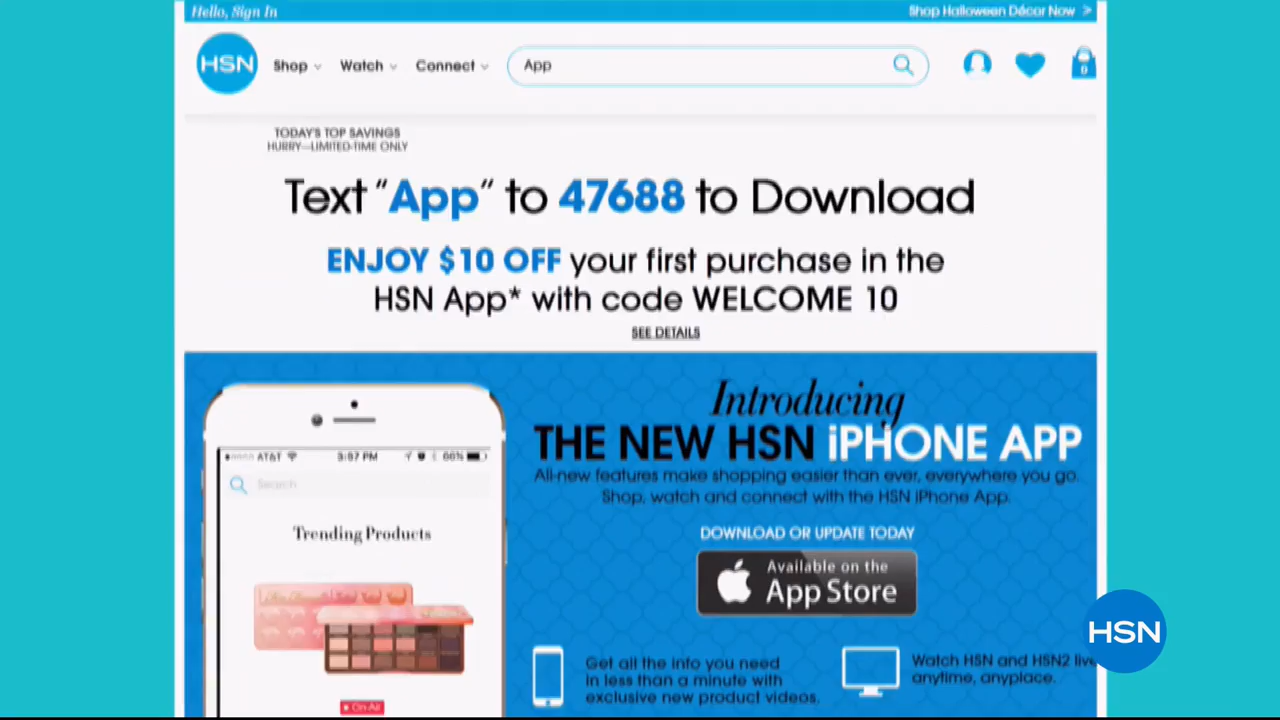 Hello, Sign In
Shop Halloween Décor Now >
HSN
Shop
Watch
Connect
App
0
TODAY'S TOP SAVINGS
HURRY—LIMITED-TIME ONLY
Text "App" to 47688 to Download
ENJOY $10 OFF your first purchase in the
HSN App* with code WELCOME 10
SEE DETAILS
AT&T
3:57 PM
66%
Search
Trending Products
On Air
Introducing
THE NEW HSN iPHONE APP
All-new features make shopping easier than ever, everywhere you go.
Shop, watch and connect with the HSN iPhone App.
DOWNLOAD OR UPDATE TODAY
Available on the
App Store
Get all the info you need
in less than a minute with
exclusive new product videos.
Watch HSN and HSN2 live
anytime, anyplace.
HSN